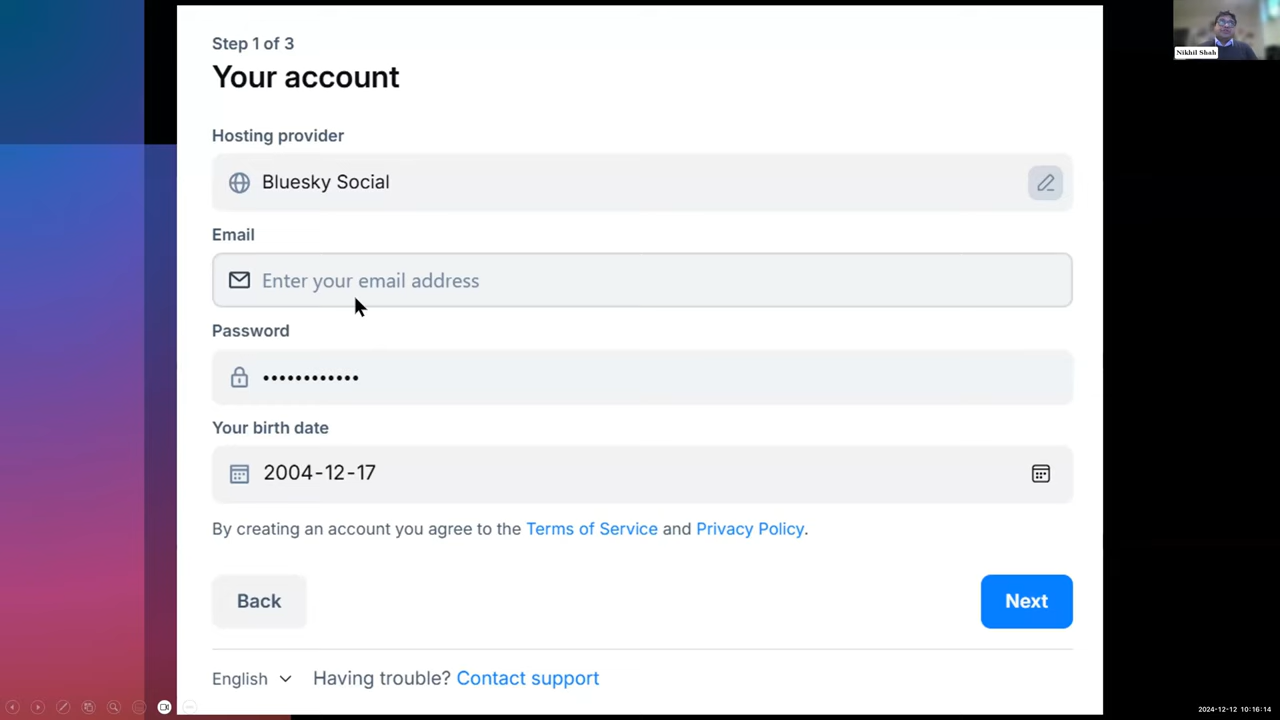 Step 1 of 3
Your account
Hosting provider
Bluesky Social
Email
Enter your email address
Password
••••••••••••
Your birth date
2004-12-17
By creating an account you agree to the Terms of Service and Privacy Policy.
Back
Next
English
Having trouble? Contact support
Nikhil Shah
2024-12-12 10:16:14